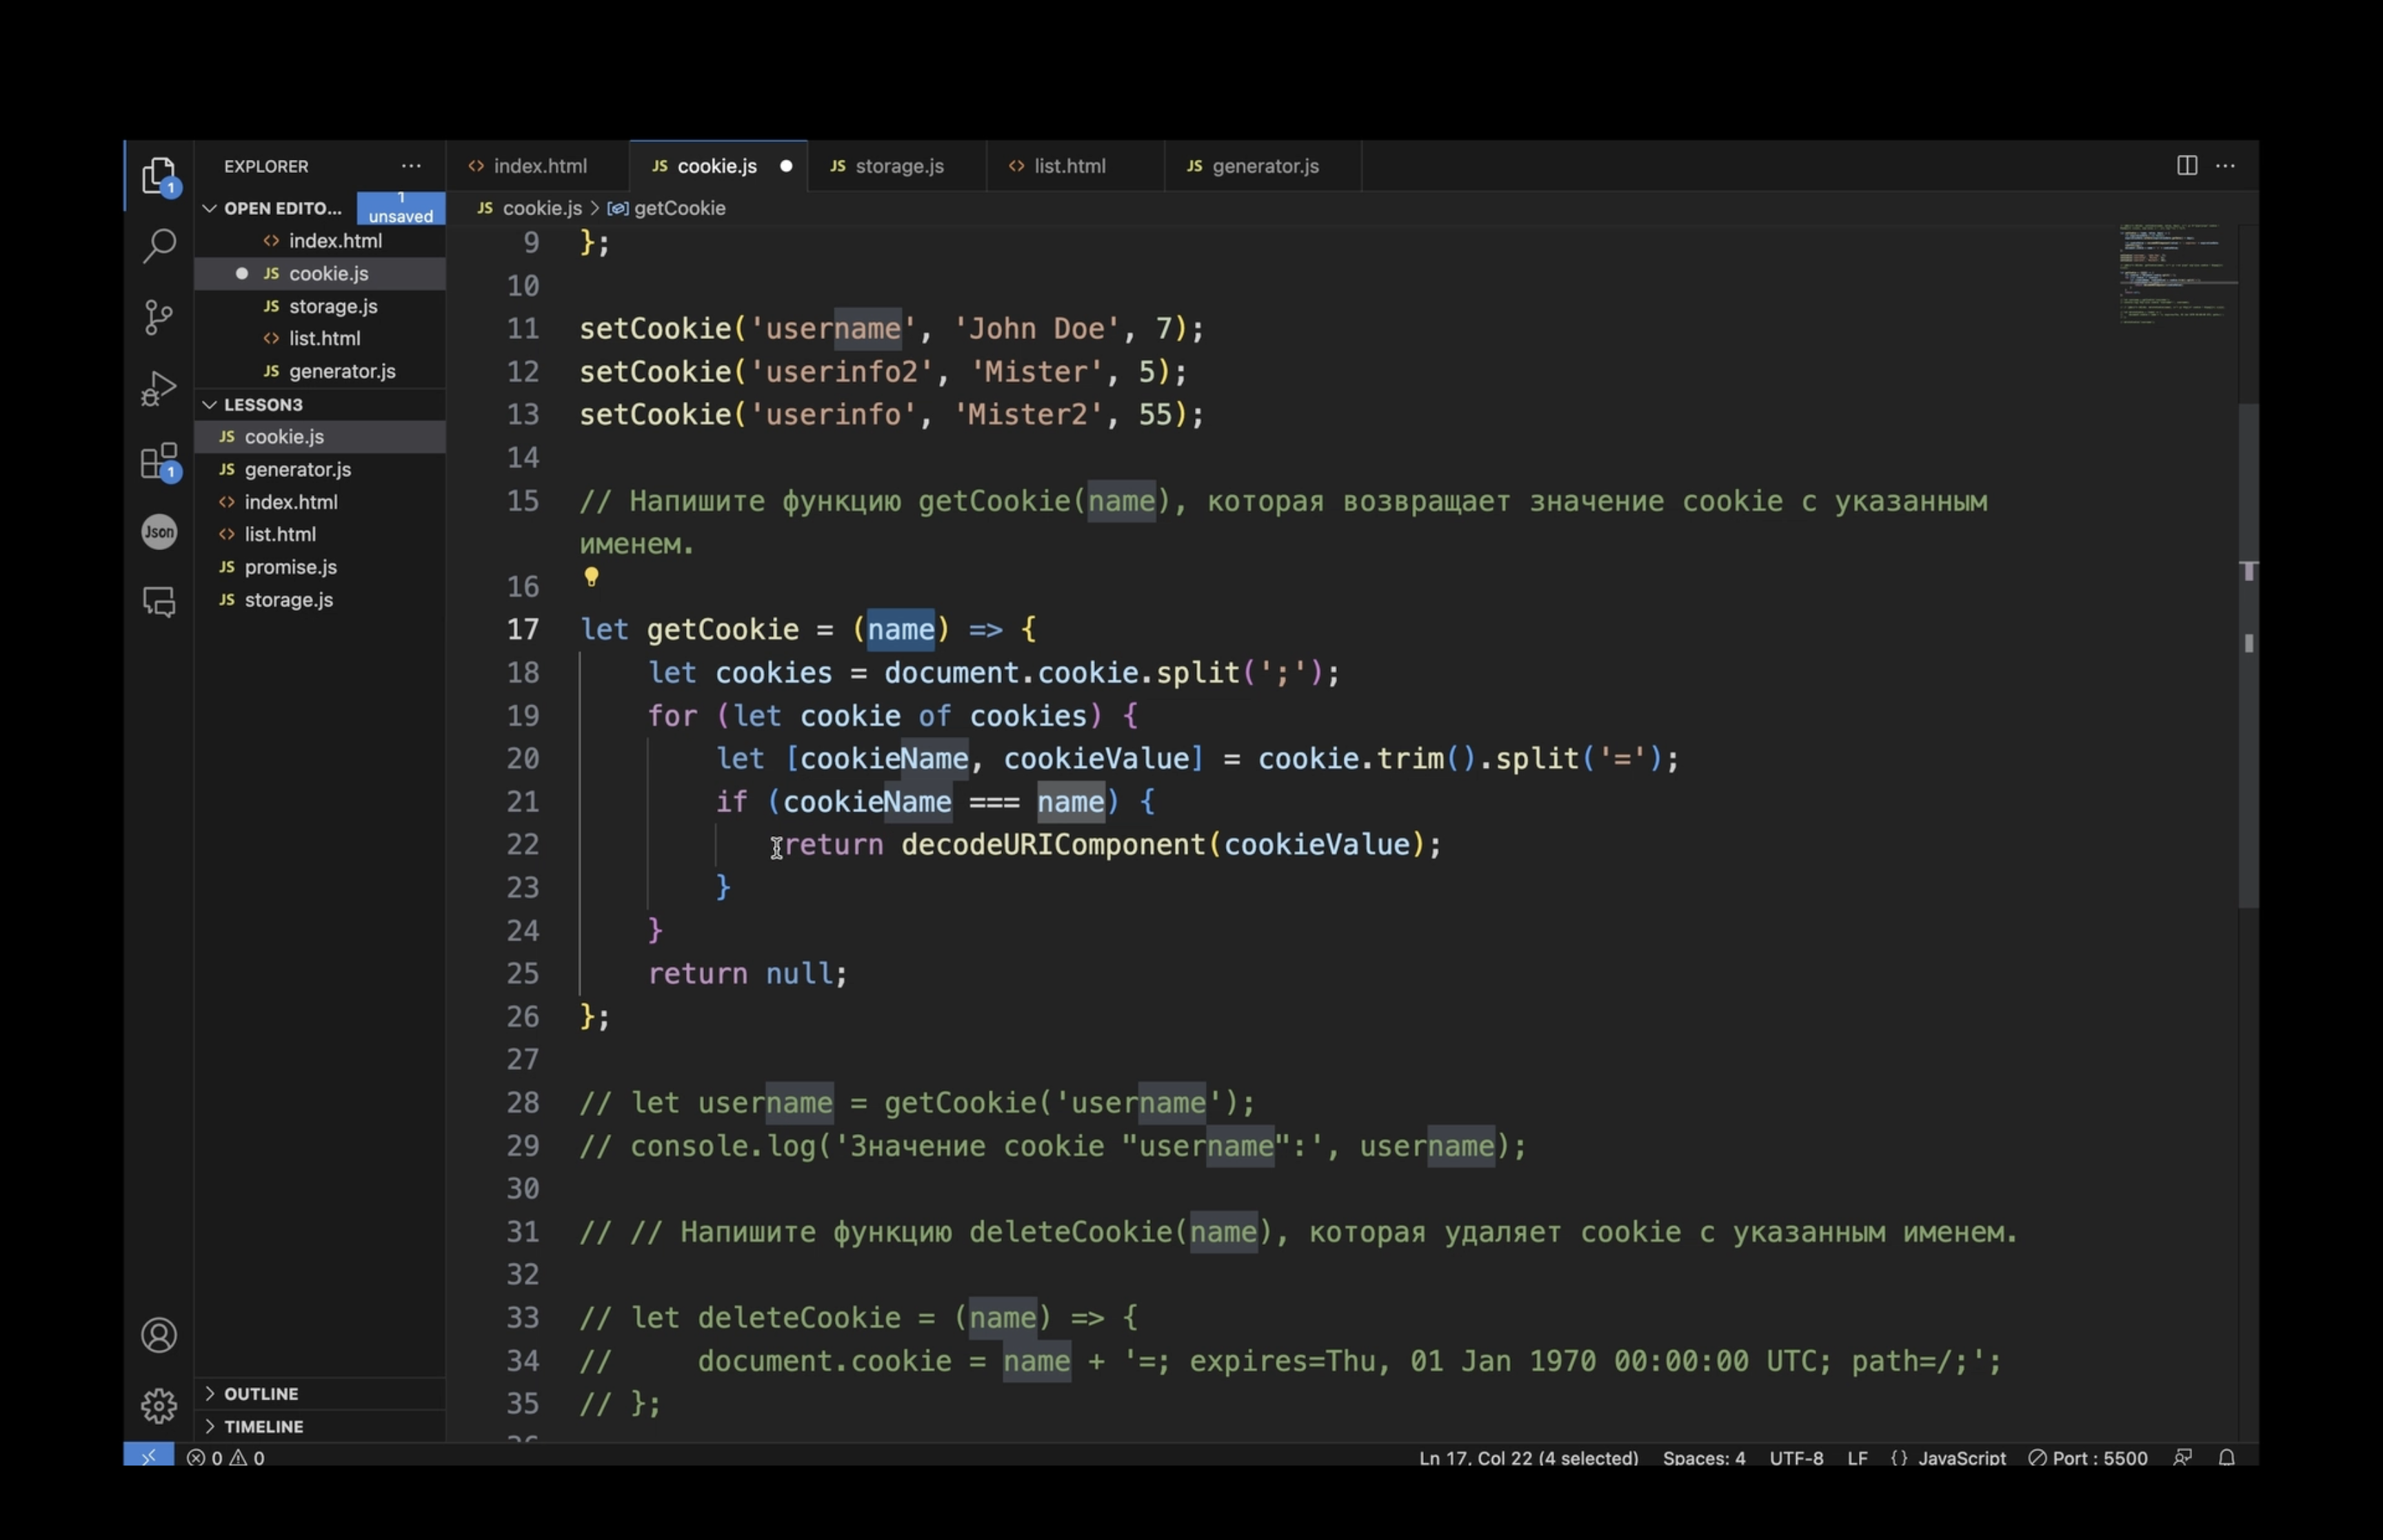 EXPLORER
index.html
cookie.js
storage.js
list.html
generator.js
OPEN EDITO...
1 unsaved
index.html
cookie.js
storage.js
list.html
generator.js
LESSON3
cookie.js
generator.js
index.html
list.html
promise.js
storage.js
OUTLINE
TIMELINE
1
1
Json
cookie.js > getCookie
9 };
10
11 setCookie('username', 'John Doe', 7);
12 setCookie('userinfo2', 'Mister', 5);
13 setCookie('userinfo', 'Mister2', 55);
14
15 // Напишите функцию getCookie(name), которая возвращает значение cookie с указанным
именем.
16
17 let getCookie = (name) => {
18 let cookies = document.cookie.split(';');
19 for (let cookie of cookies) {
20 let [cookieName, cookieValue] = cookie.trim().split('=');
21 if (cookieName === name) {
22 return decodeURIComponent(cookieValue);
23 }
24 }
25 return null;
26 };
27
28 // let username = getCookie('username');
29 // console.log('Значение cookie "username":', username);
30
31 // // Напишите функцию deleteCookie(name), которая удаляет cookie с указанным именем.
32
33 // let deleteCookie = (name) => {
34 // document.cookie = name + '=; expires=Thu, 01 Jan 1970 00:00:00 UTC; path=/;';
35 // };
0 0
Ln 17, Col 22 (4 selected) Spaces: 4 UTF-8 LF {} JavaScript Port : 5500